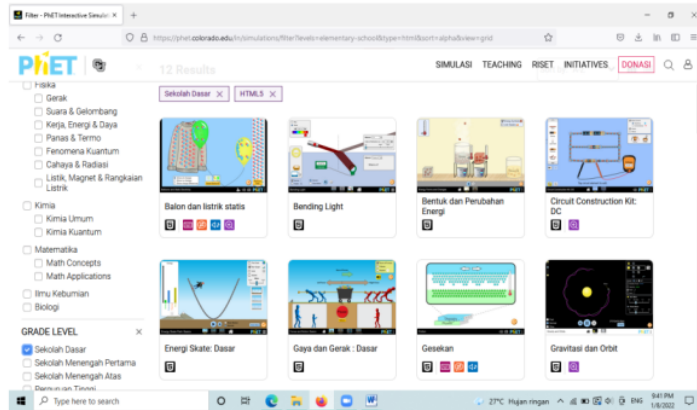 Filter – PhET Interactive Simulat
https://phet.colorado.edu/in/simulations/filter?levels=elementary-school&type=html&sort=alpha&view=grid
PhET
12 Results
SIMULASI TEACHING RISET INITIATIVES DONASI
Sekolah Dasar × HTML5 ×
Fisika
Gerak
Suara & Gelombang
Kerja, Energi & Daya
Panas & Termo
Fenomena Kuantum
Cahaya & Radiasi
Listik, Magnet & Rangkaian
Listrik
Kimia
Kimia Umum
Kimia Kuantum
Matematika
Math Concepts
Math Applications
Ilmu Kebumian
Biologi
GRADE LEVEL ×
Sekolah Dasar
Sekolah Menengah Pertama
Sekolah Menengah Atas
Perguruan Tinggi
Balon dan listrik statis
Bending Light
Bentuk dan Perubahan
Energi
Circuit Construction Kit:
DC
Energi Skate: Dasar
Gaya dan Gerak : Dasar
Gesekan
Gravitasi dan Orbit
Type here to search
27°C Hujan ringan
ENG
9:41 PM
1/8/2022